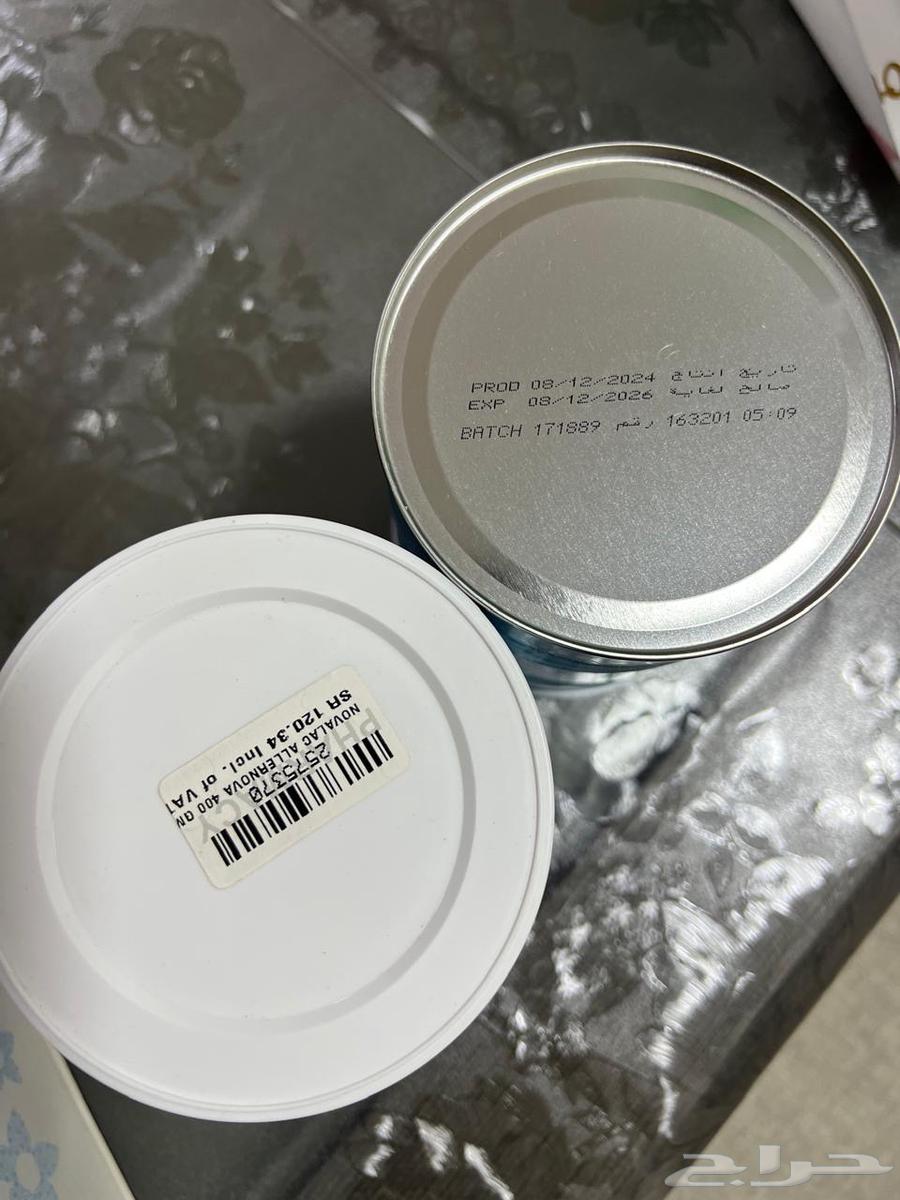 PROD 08/12/2024 تاريخ انتاج
EXP 08/12/2026 صالح لغاية
BATCH 171889 رقم 163201 05:09
PHARMACY
2575370
NOVALAC ALLERNOVA 400 GM
SR 120.34 Incl. of VAT
حراج